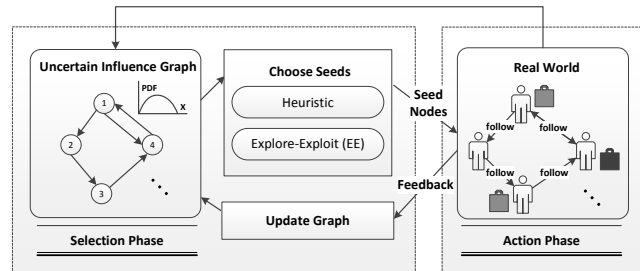 Uncertain Influence Graph
PDF
X
1
2
4
3
Selection Phase
Choose Seeds
Heuristic
Explore-Exploit (EE)
Update Graph
Seed
Nodes
Feedback
Real World
follow
follow
follow
follow
Action Phase